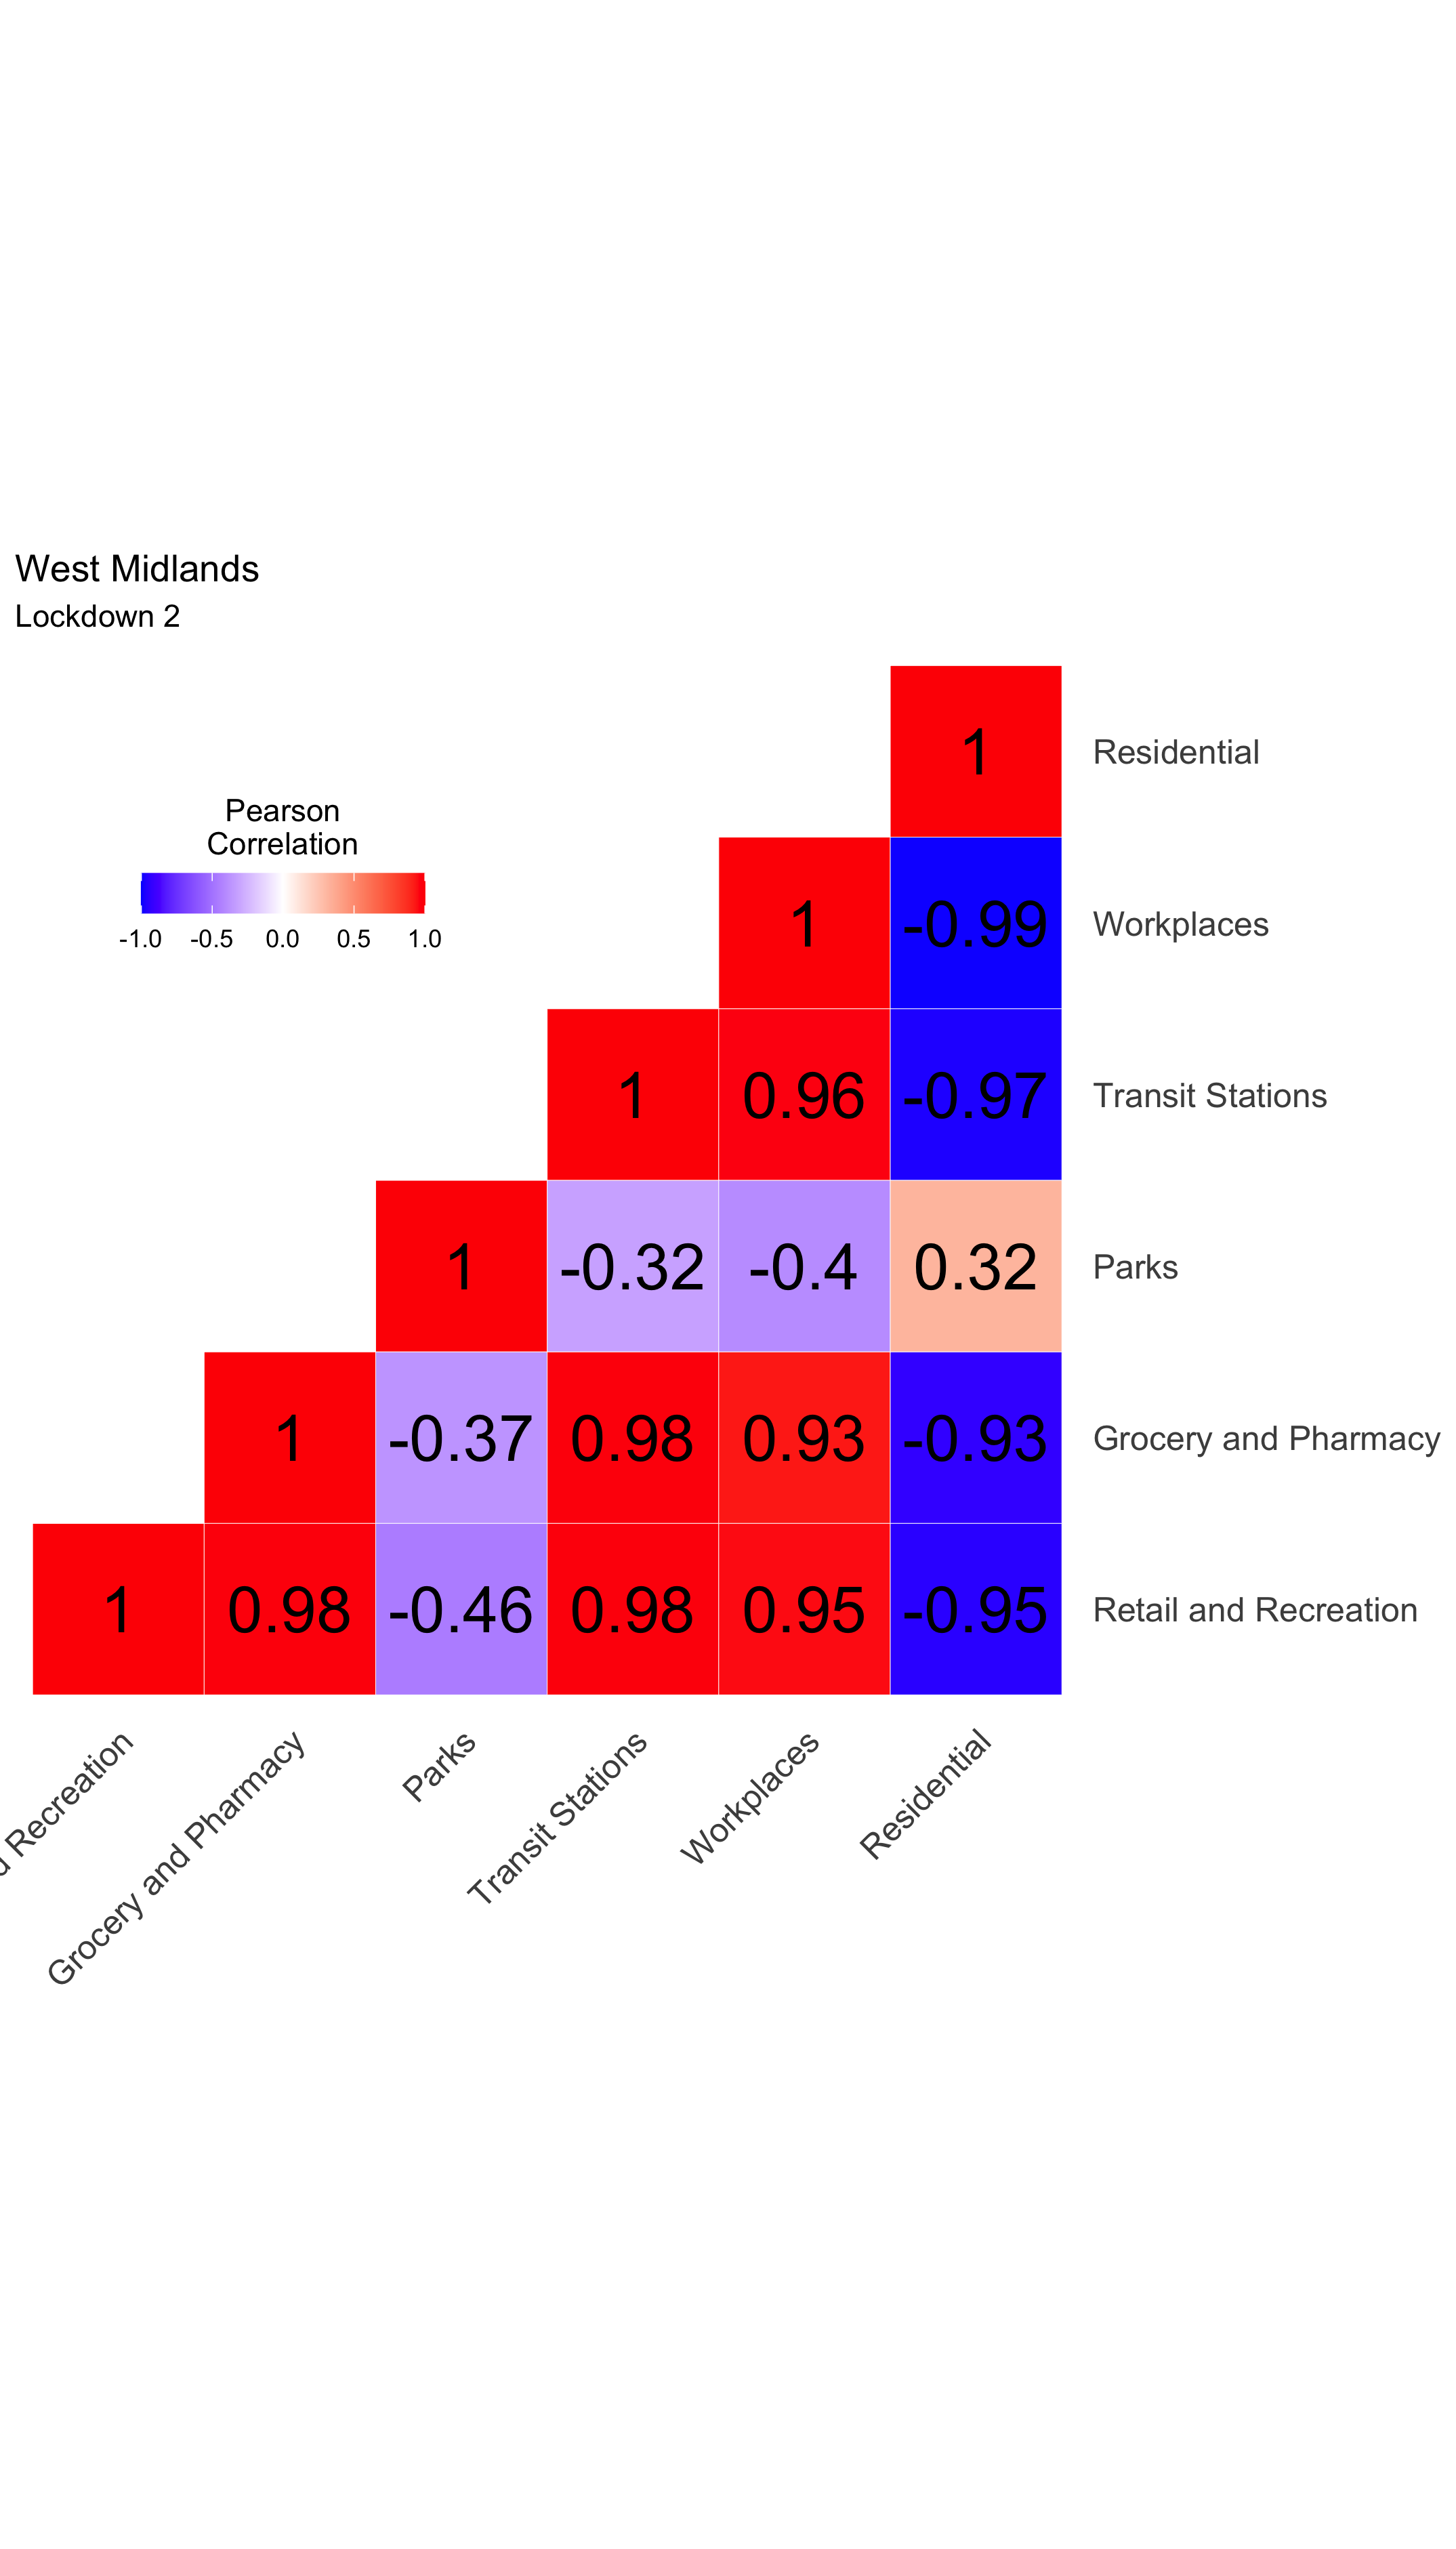 West Midlands
Lockdown 2
Pearson
Correlation
-1.0 -0.5 0.0 0.5 1.0
1 Residential
1 -0.99 Workplaces
1 0.96 -0.97 Transit Stations
1 -0.32 -0.4 0.32 Parks
1 -0.37 0.98 0.93 -0.93 Grocery and Pharmacy
1 0.98 -0.46 0.98 0.95 -0.95 Retail and Recreation
Recreation
Grocery and Pharmacy
Parks
Transit Stations
Workplaces
Residential